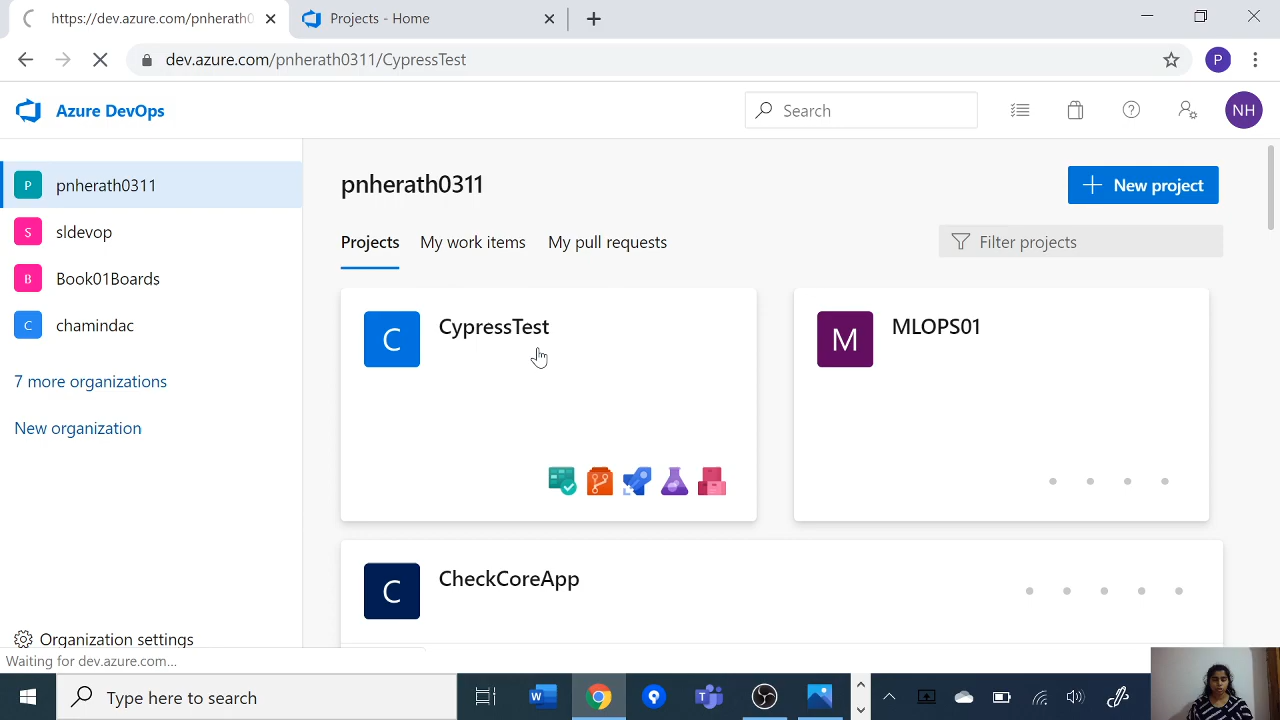 https://dev.azure.com/pnherath0
Projects - Home
dev.azure.com/pnherath0311/CypressTest
P
Azure DevOps
Search
NH
P pnherath0311
S sldevop
B Book01Boards
C chamindac
7 more organizations
New organization
Organization settings
Waiting for dev.azure.com...
pnherath0311
New project
Projects
My work items
My pull requests
Filter projects
C CypressTest
M MLOPS01
C CheckCoreApp
Type here to search